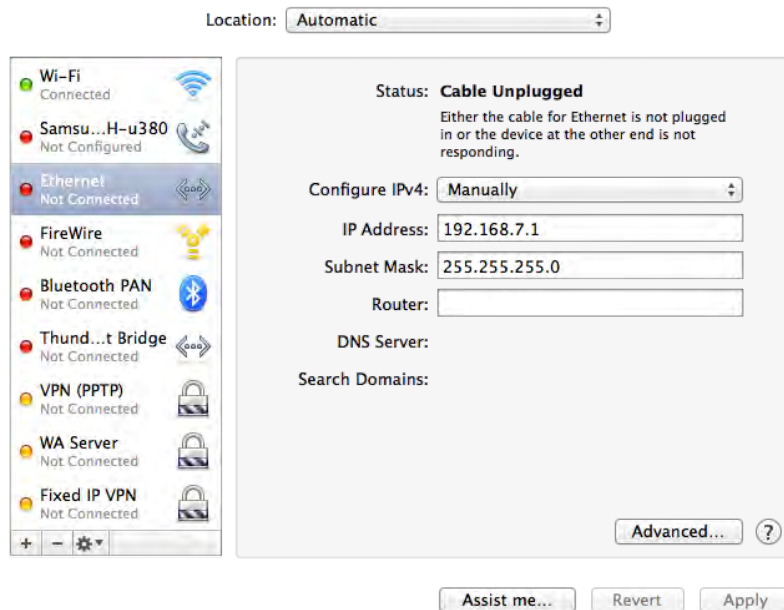 Location: Automatic
Wi-Fi
Connected
Samsu...H-u380
Not Configured
Ethernet
Not Connected
FireWire
Not Connected
Bluetooth PAN
Not Connected
Thund...t Bridge
Not Connected
VPN (PPTP)
Not Connected
WA Server
Not Connected
Fixed IP VPN
Not Connected
+ −
Status: Cable Unplugged
Either the cable for Ethernet is not plugged
in or the device at the other end is not
responding.
Configure IPv4: Manually
IP Address: 192.168.7.1
Subnet Mask: 255.255.255.0
Router:
DNS Server:
Search Domains:
Advanced... ?
Assist me... Revert Apply